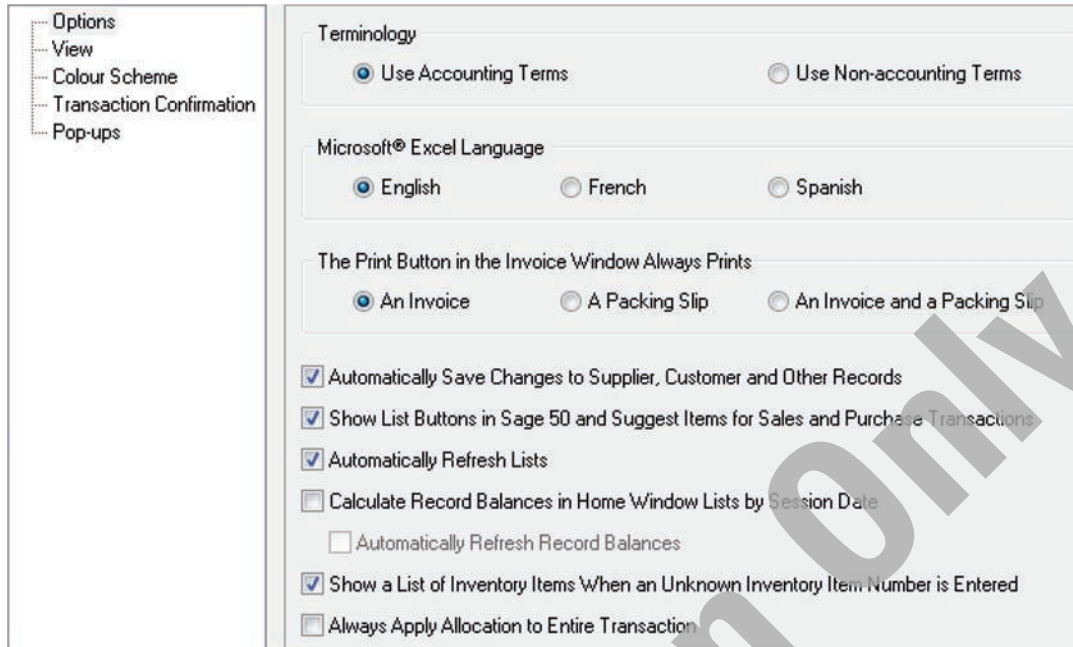 Options
View
Colour Scheme
Transaction Confirmation
Pop-ups
Terminology
Use Accounting Terms Use Non-accounting Terms
Microsoft® Excel Language
English French Spanish
The Print Button in the Invoice Window Always Prints
An Invoice A Packing Slip An Invoice and a Packing Slip
Automatically Save Changes to Supplier, Customer and Other Records
Show List Buttons in Sage 50 and Suggest Items for Sales and Purchase Transactions
Automatically Refresh Lists
Calculate Record Balances in Home Window Lists by Session Date
Automatically Refresh Record Balances
Show a List of Inventory Items When an Unknown Inventory Item Number is Entered
Always Apply Allocation to Entire Transaction
Only